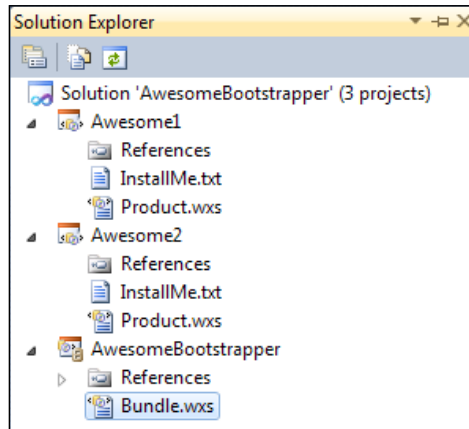 Solution Explorer
Solution 'AwesomeBootstrapper' (3 projects)
Awesome1
References
InstallMe.txt
Product.wxs
Awesome2
References
InstallMe.txt
Product.wxs
AwesomeBootstrapper
References
Bundle.wxs